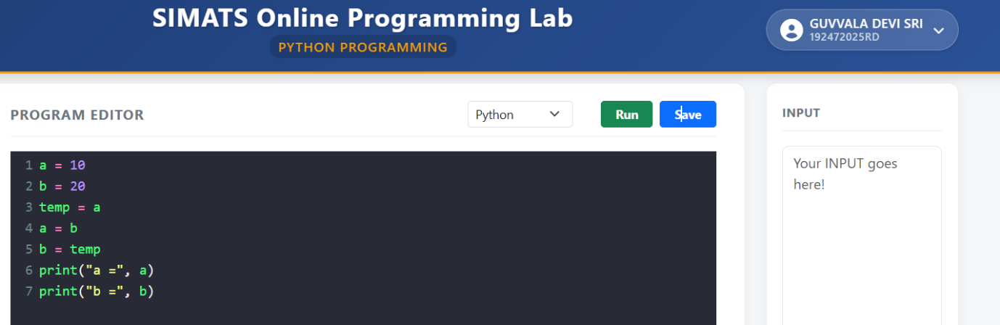 SIMATS Online Programming Lab
PYTHON PROGRAMMING
GUVVALA DEVI SRI
192472025RD
PROGRAM EDITOR
Python
Run
Save
1 a = 10
2 b = 20
3 temp = a
4 a = b
5 b = temp
6 print("a =", a)
7 print("b =", b)
INPUT
Your INPUT goes
here!